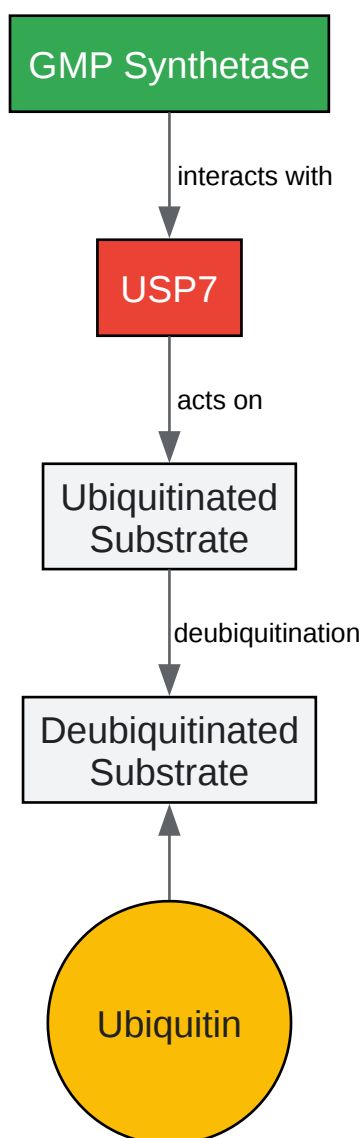 GMP Synthetase
interacts with
USP7
acts on
Ubiquitinated
Substrate
deubiquitination
Deubiquitinated
Substrate
Ubiquitin